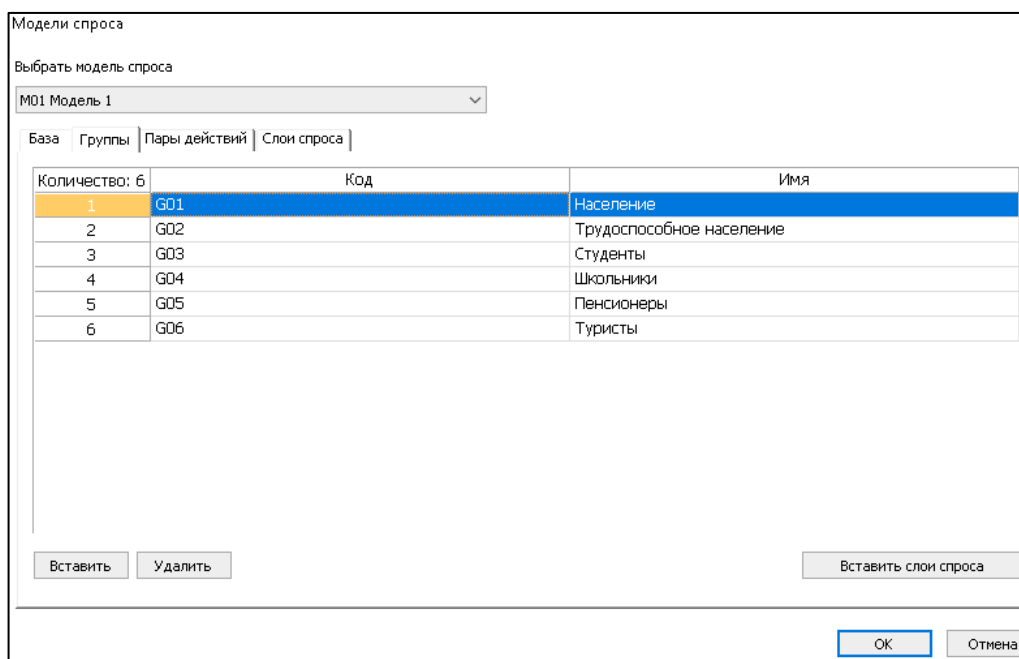 Модели спроса
Выбрать модель спроса
M01 Модель 1
База Группы Пары действий Слои спроса
Количество: 6 Код Имя
1 G01 Население
2 G02 Трудоспособное население
3 G03 Студенты
4 G04 Школьники
5 G05 Пенсионеры
6 G06 Туристы
Вставить Удалить Вставить слои спроса
OK Отмена